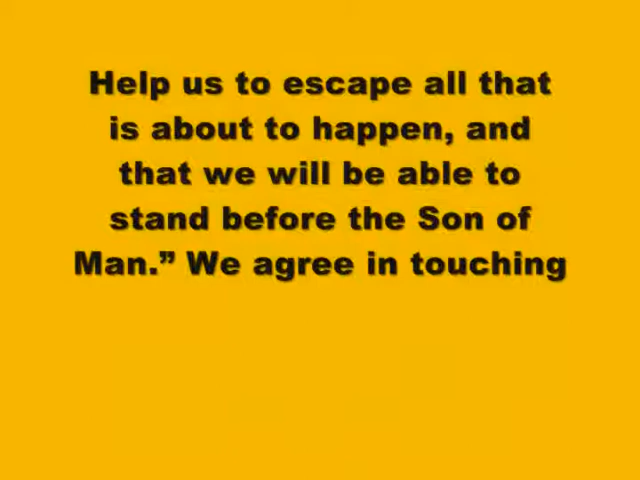 Help us to escape all that
is about to happen, and
that we will be able to
stand before the Son of
Man.” We agree in touching